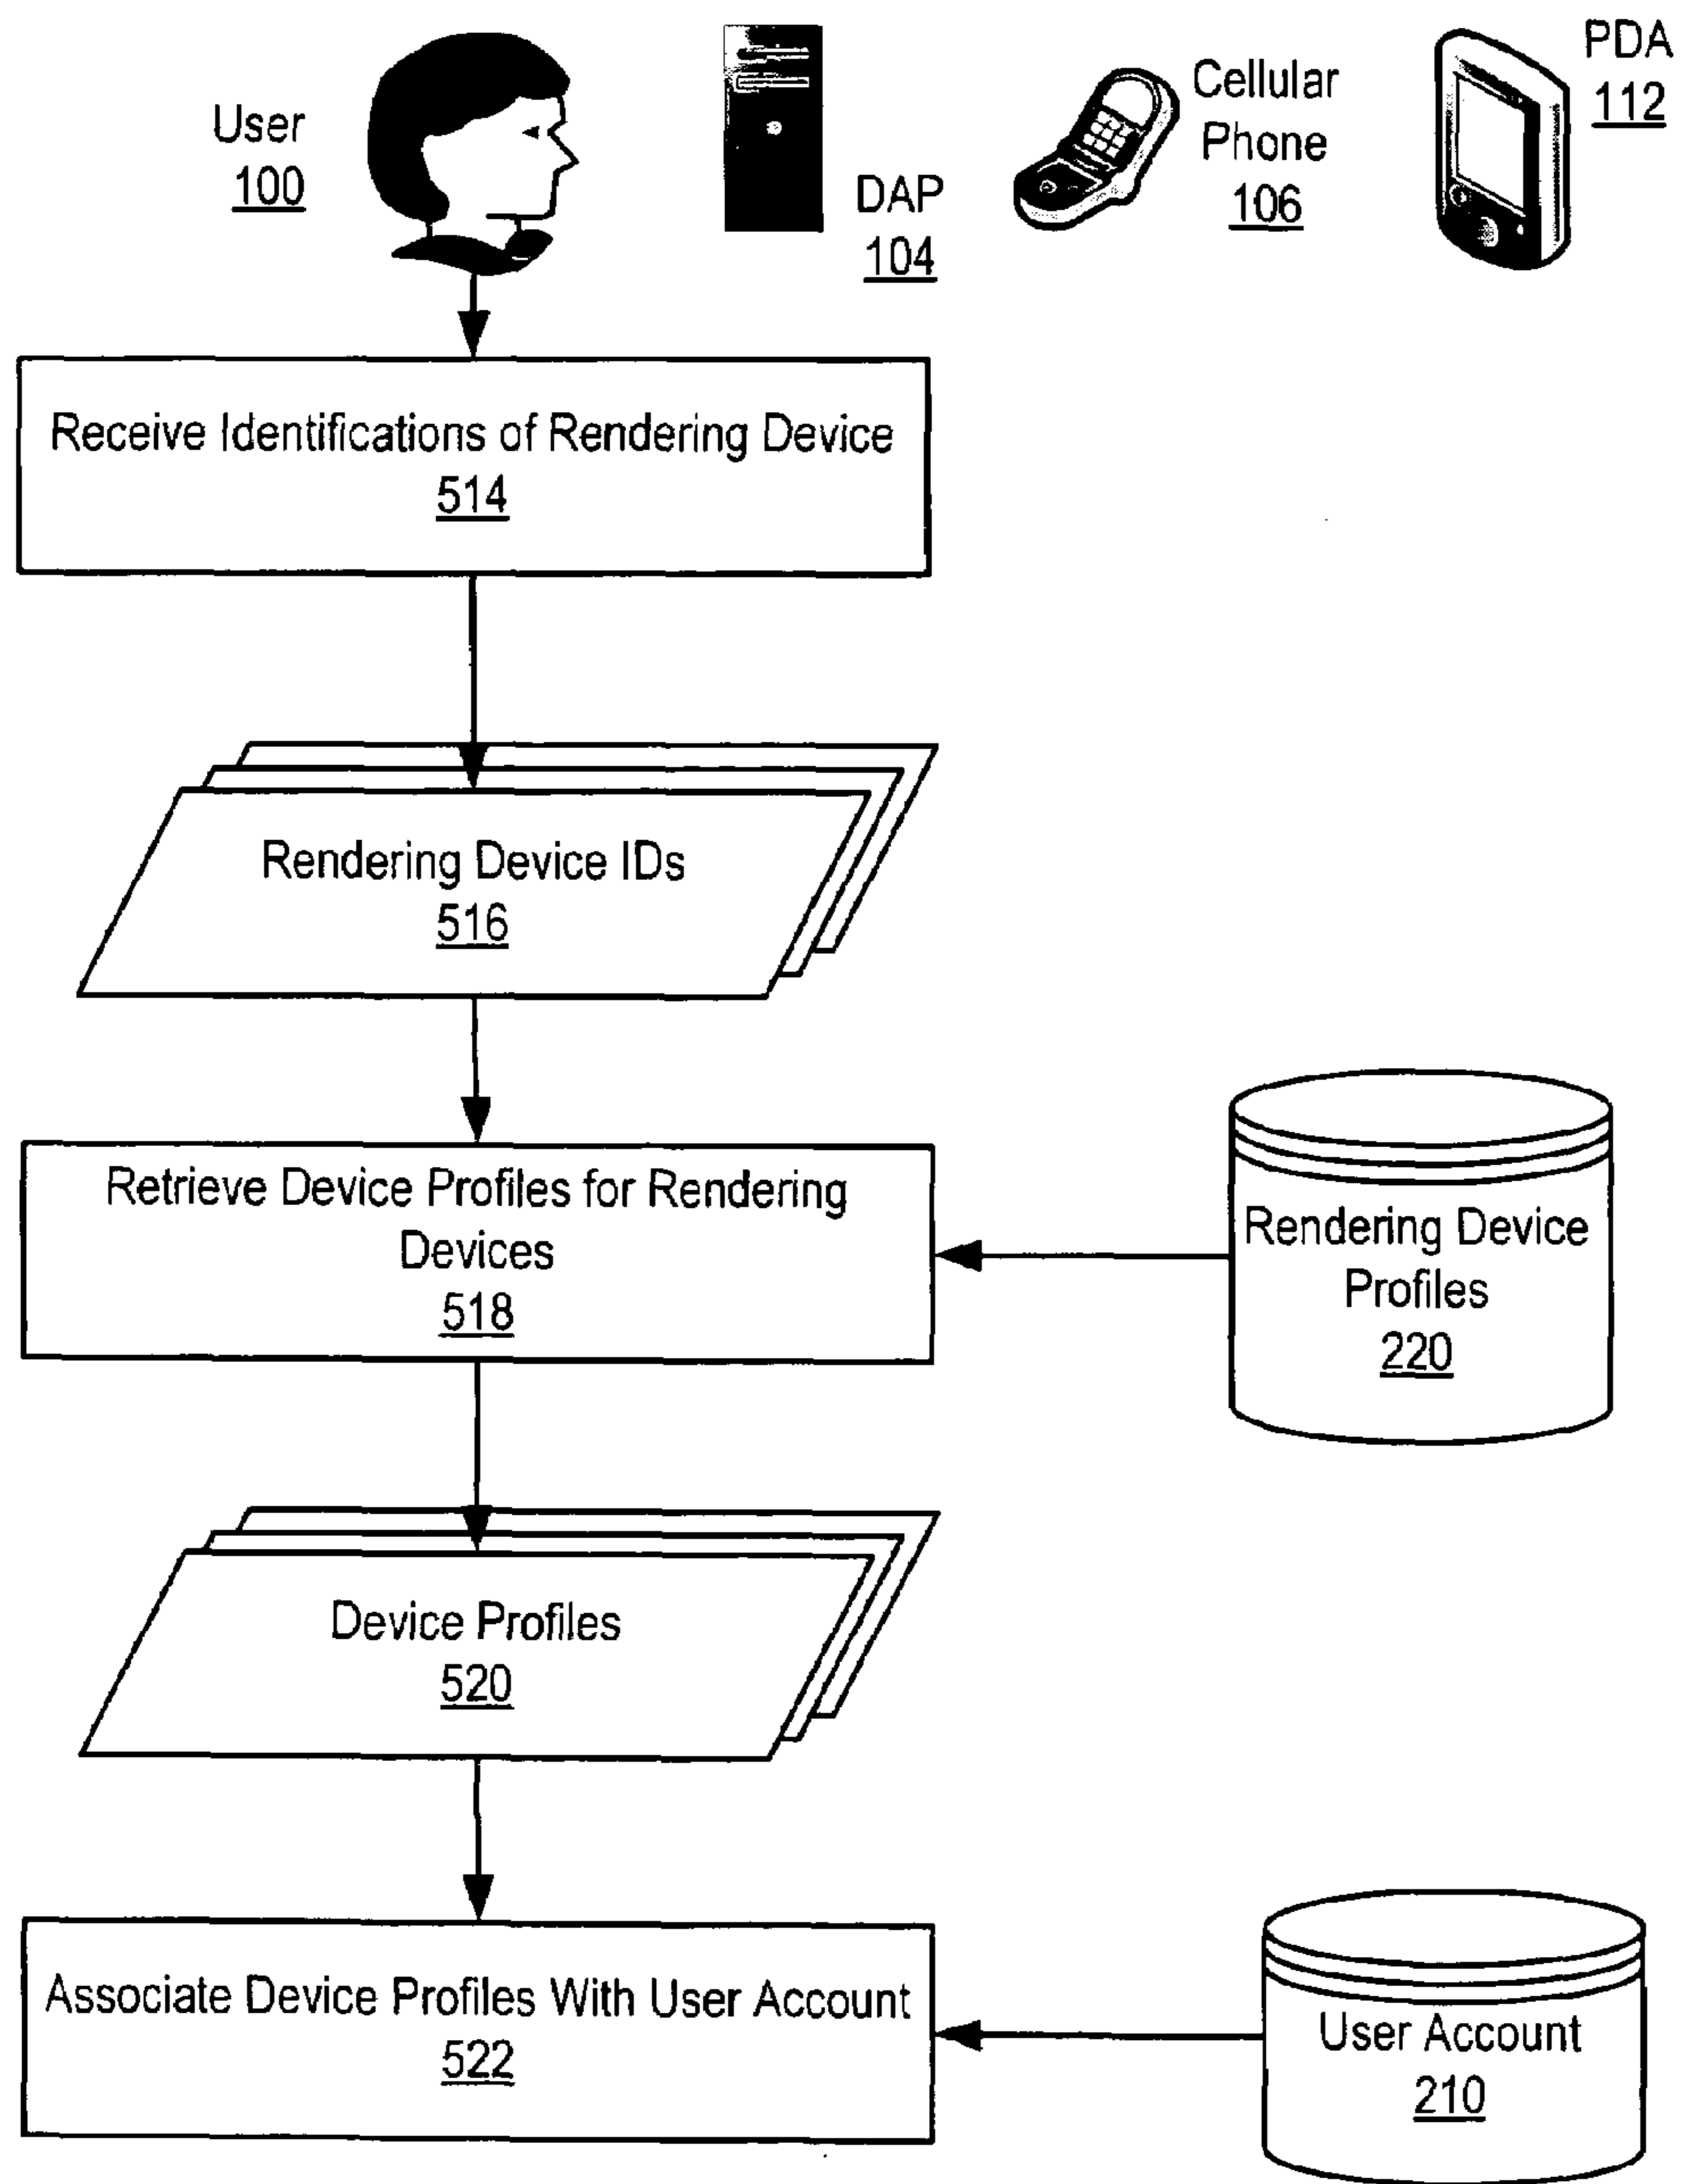 User
100
DAP
104
Cellular
Phone
106
PDA
112
Receive Identifications of Rendering Device
514
Rendering Device IDs
516
Retrieve Device Profiles for Rendering
Devices
518
Rendering Device
Profiles
220
Device Profiles
520
Associate Device Profiles With User Account
522
User Account
210